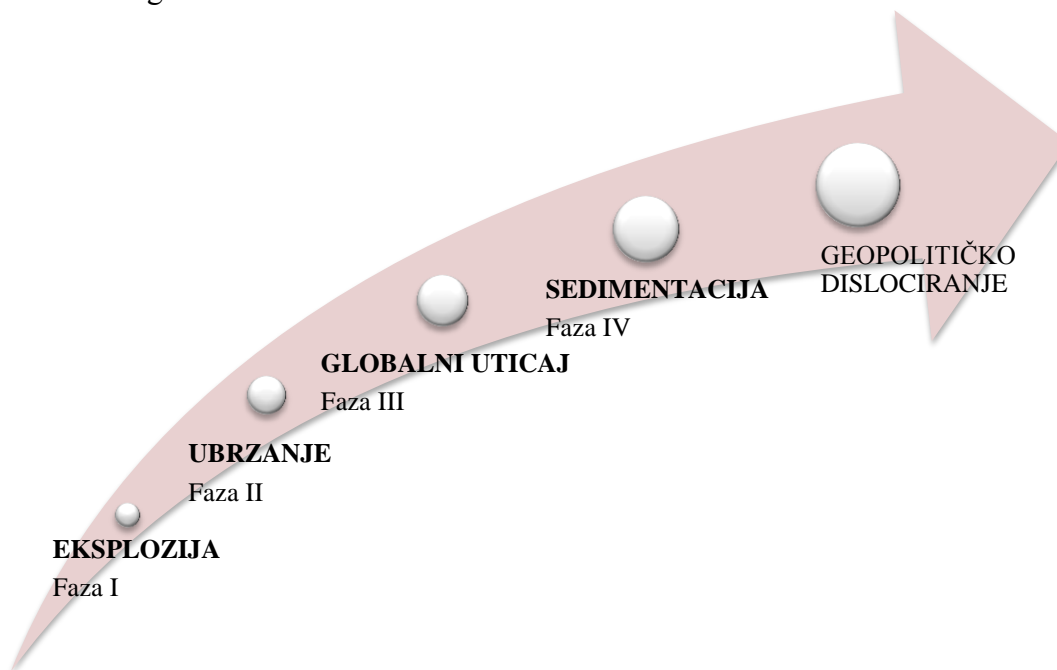 EKSPLOZIJA
Faza I
UBRZANJE
Faza II
GLOBALNI UTICAJ
Faza III
SEDIMENTACIJA
Faza IV
GEOPOLITIČKO
DISLOCIRANJE